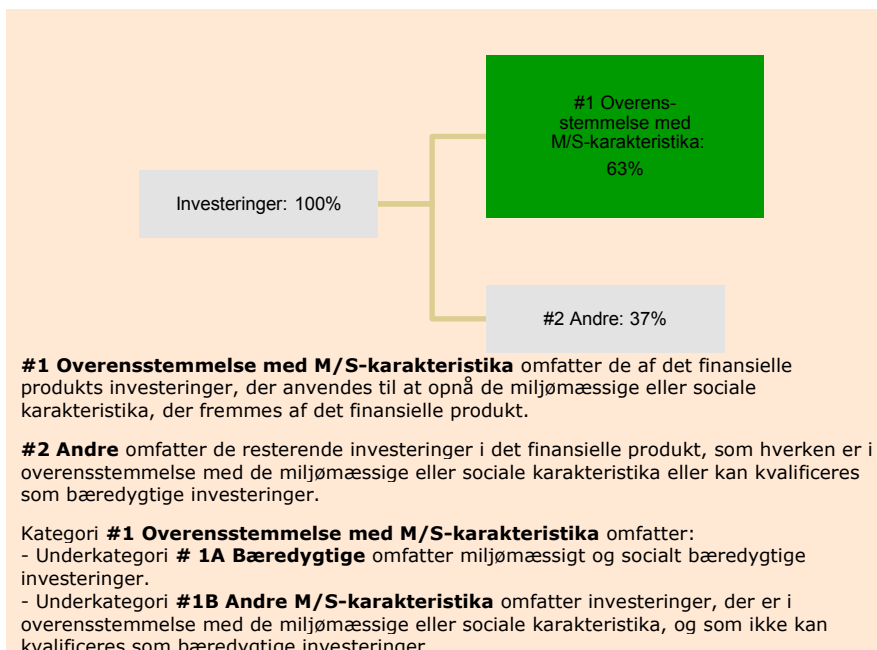 #1 Overens-
stemmelse med
M/S-karakteristika:
63%
Investeringer: 100%
#2 Andre: 37%
#1 Overensstemmelse med M/S-karakteristika omfatter de af det finansielle
produkts investeringer, der anvendes til at opnå de miljømæssige eller sociale
karakteristika, der fremmes af det finansielle produkt.
#2 Andre omfatter de resterende investeringer i det finansielle produkt, som hverken er i
overensstemmelse med de miljømæssige eller sociale karakteristika eller kan kvalificeres
som bæredygtige investeringer.
Kategori #1 Overensstemmelse med M/S-karakteristika omfatter:
- Underkategori # 1A Bæredygtige omfatter miljømæssigt og socialt bæredygtige
investeringer.
- Underkategori #1B Andre M/S-karakteristika omfatter investeringer, der er i
overensstemmelse med de miljømæssige eller sociale karakteristika, og som ikke kan
kvalificeres som bæredygtige investeringer